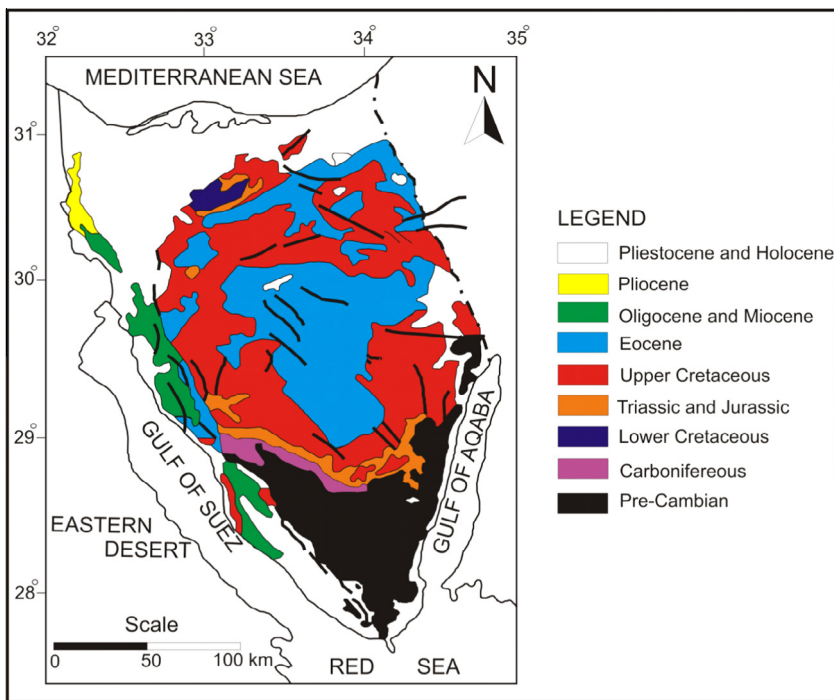 32° 33° 34° 35°
MEDITERRANEAN SEA
N
31°
30°
29°
28°
GULF OF SUEZ
GULF OF AQABA
EASTERN
DESERT
Scale
0 50 100 km
RED SEA
LEGEND
Pliestocene and Holocene
Pliocene
Oligocene and Miocene
Eocene
Upper Cretaceous
Triassic and Jurassic
Lower Cretaceous
Carbonifereous
Pre-Cambian